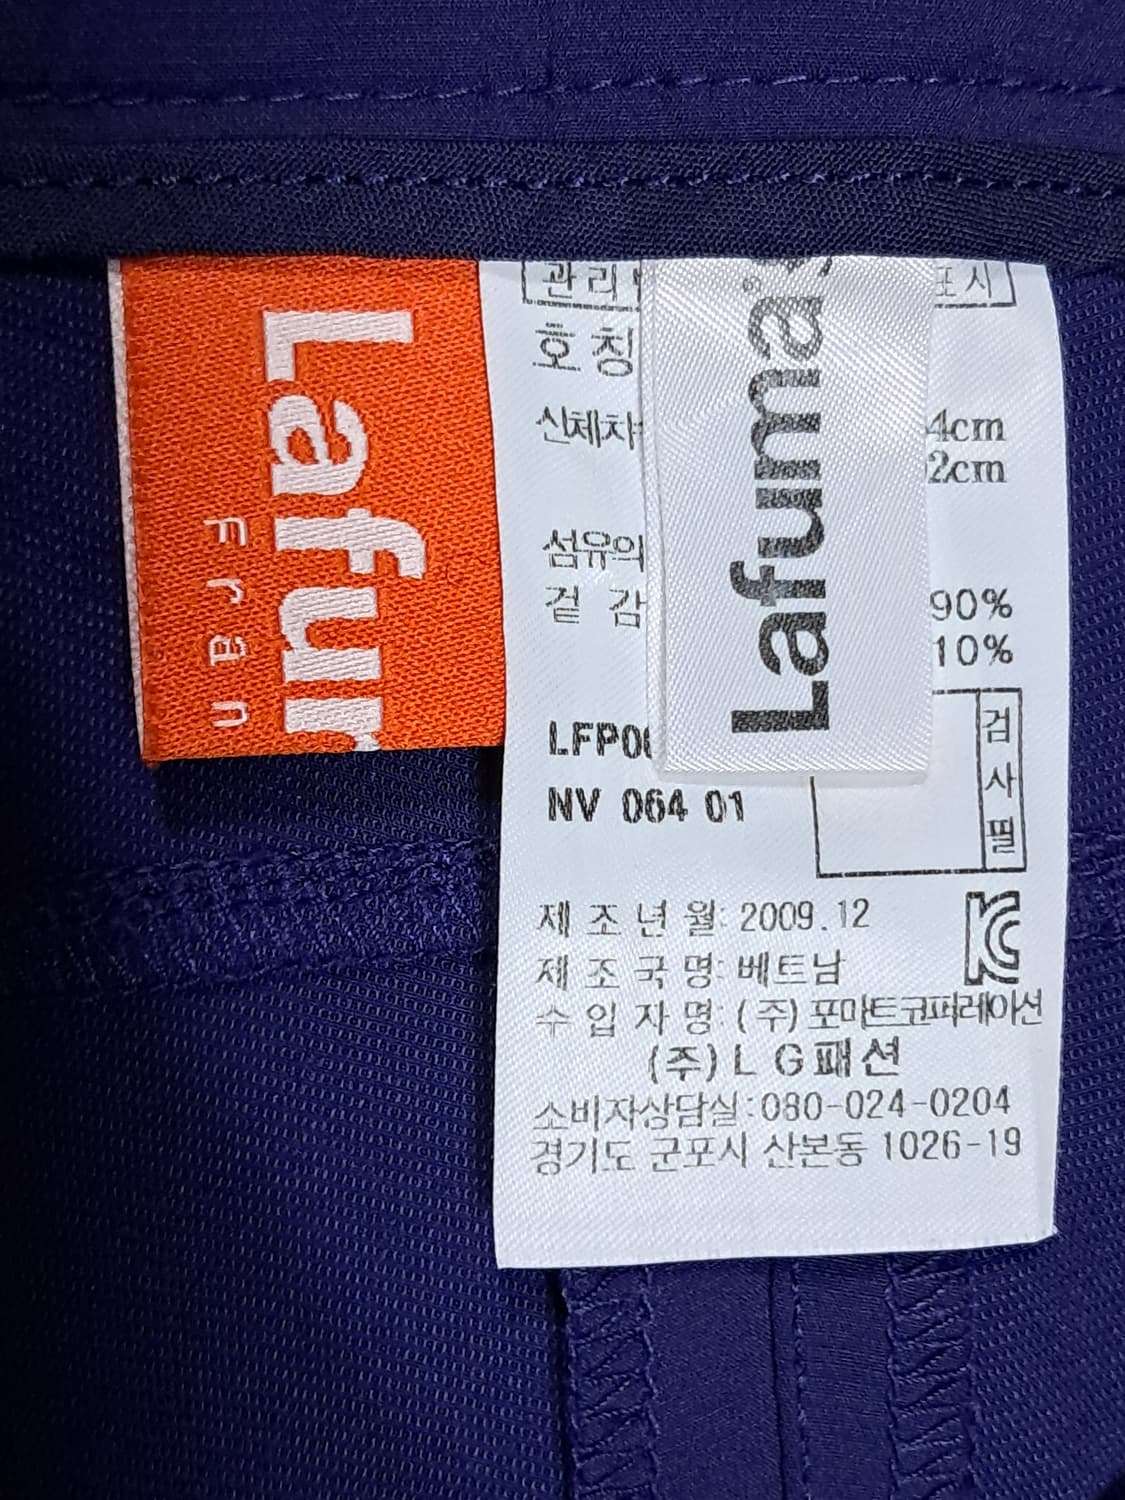 Lafur
Fran
Lafuma
관리
표시
호칭
신체차
4cm
2cm
섬유의
겉 감
90%
10%
LFP0
NV 064 01
검사필
제 조 년 월: 2009.12
제 조 국 명: 베트남
수 입 자 명: (주) 포마트코퍼레이션
(주) L G 패 션
소비자상담실:080-024-0204
경기도 군포시 산본동 1026-19